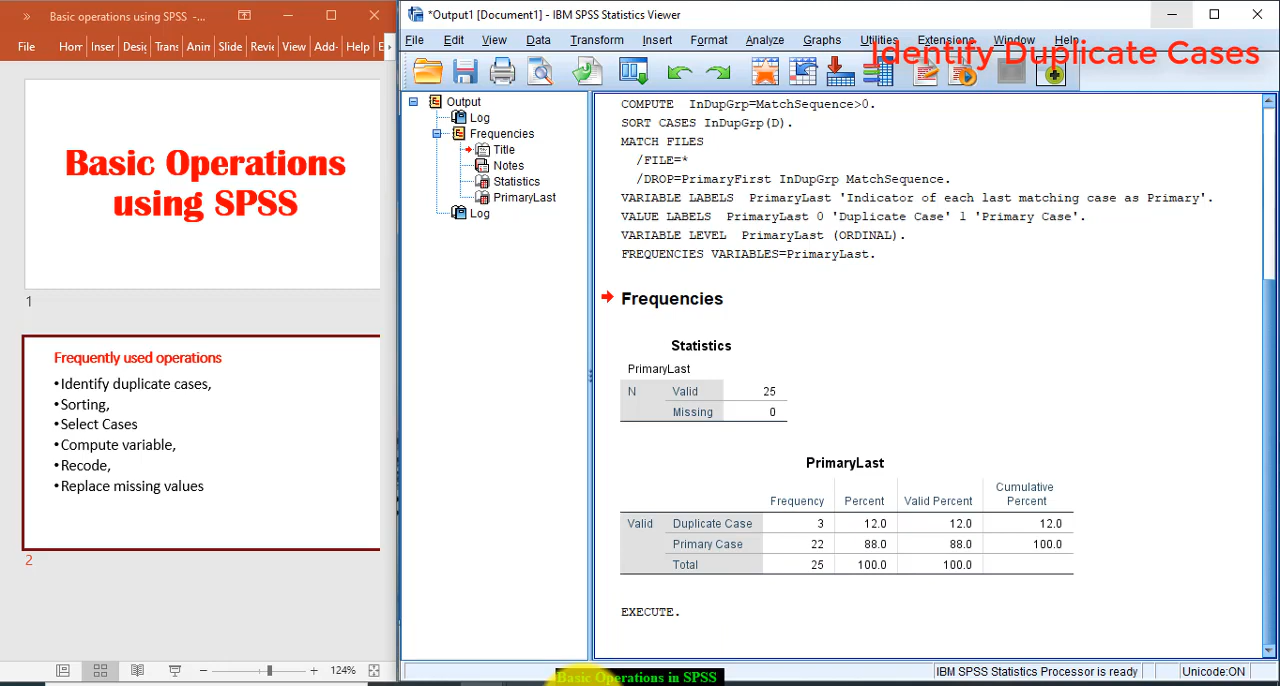 Basic operations using SPSS -...
File Hom Inser Desig Trans Anim Slide Revie View Add- Help E
Basic Operations
using SPSS
1
Frequently used operations
•Identify duplicate cases,
•Sorting,
•Select Cases
•Compute variable,
•Recode,
•Replace missing values
2
124%
*Output1 [Document1] - IBM SPSS Statistics Viewer
File Edit View Data Transform Insert Format Analyze Graphs Utilities Extensions Window Help
Identify Duplicate Cases
Output
Log
Frequencies
Title
Notes
Statistics
PrimaryLast
Log
COMPUTE InDupGrp=MatchSequence>0.
SORT CASES InDupGrp(D).
MATCH FILES
/FILE=*
/DROP=PrimaryFirst InDupGrp MatchSequence.
VARIABLE LABELS PrimaryLast 'Indicator of each last matching case as Primary'.
VALUE LABELS PrimaryLast 0 'Duplicate Case' 1 'Primary Case'.
VARIABLE LEVEL PrimaryLast (ORDINAL).
FREQUENCIES VARIABLES=PrimaryLast.
Frequencies
Statistics
PrimaryLast
N Valid 25
Missing 0
PrimaryLast
Frequency Percent Valid Percent Cumulative Percent
Valid Duplicate Case 3 12.0 12.0 12.0
Primary Case 22 88.0 88.0 100.0
Total 25 100.0 100.0
EXECUTE.
IBM SPSS Statistics Processor is ready Unicode:ON
Basic Operations in SPSS